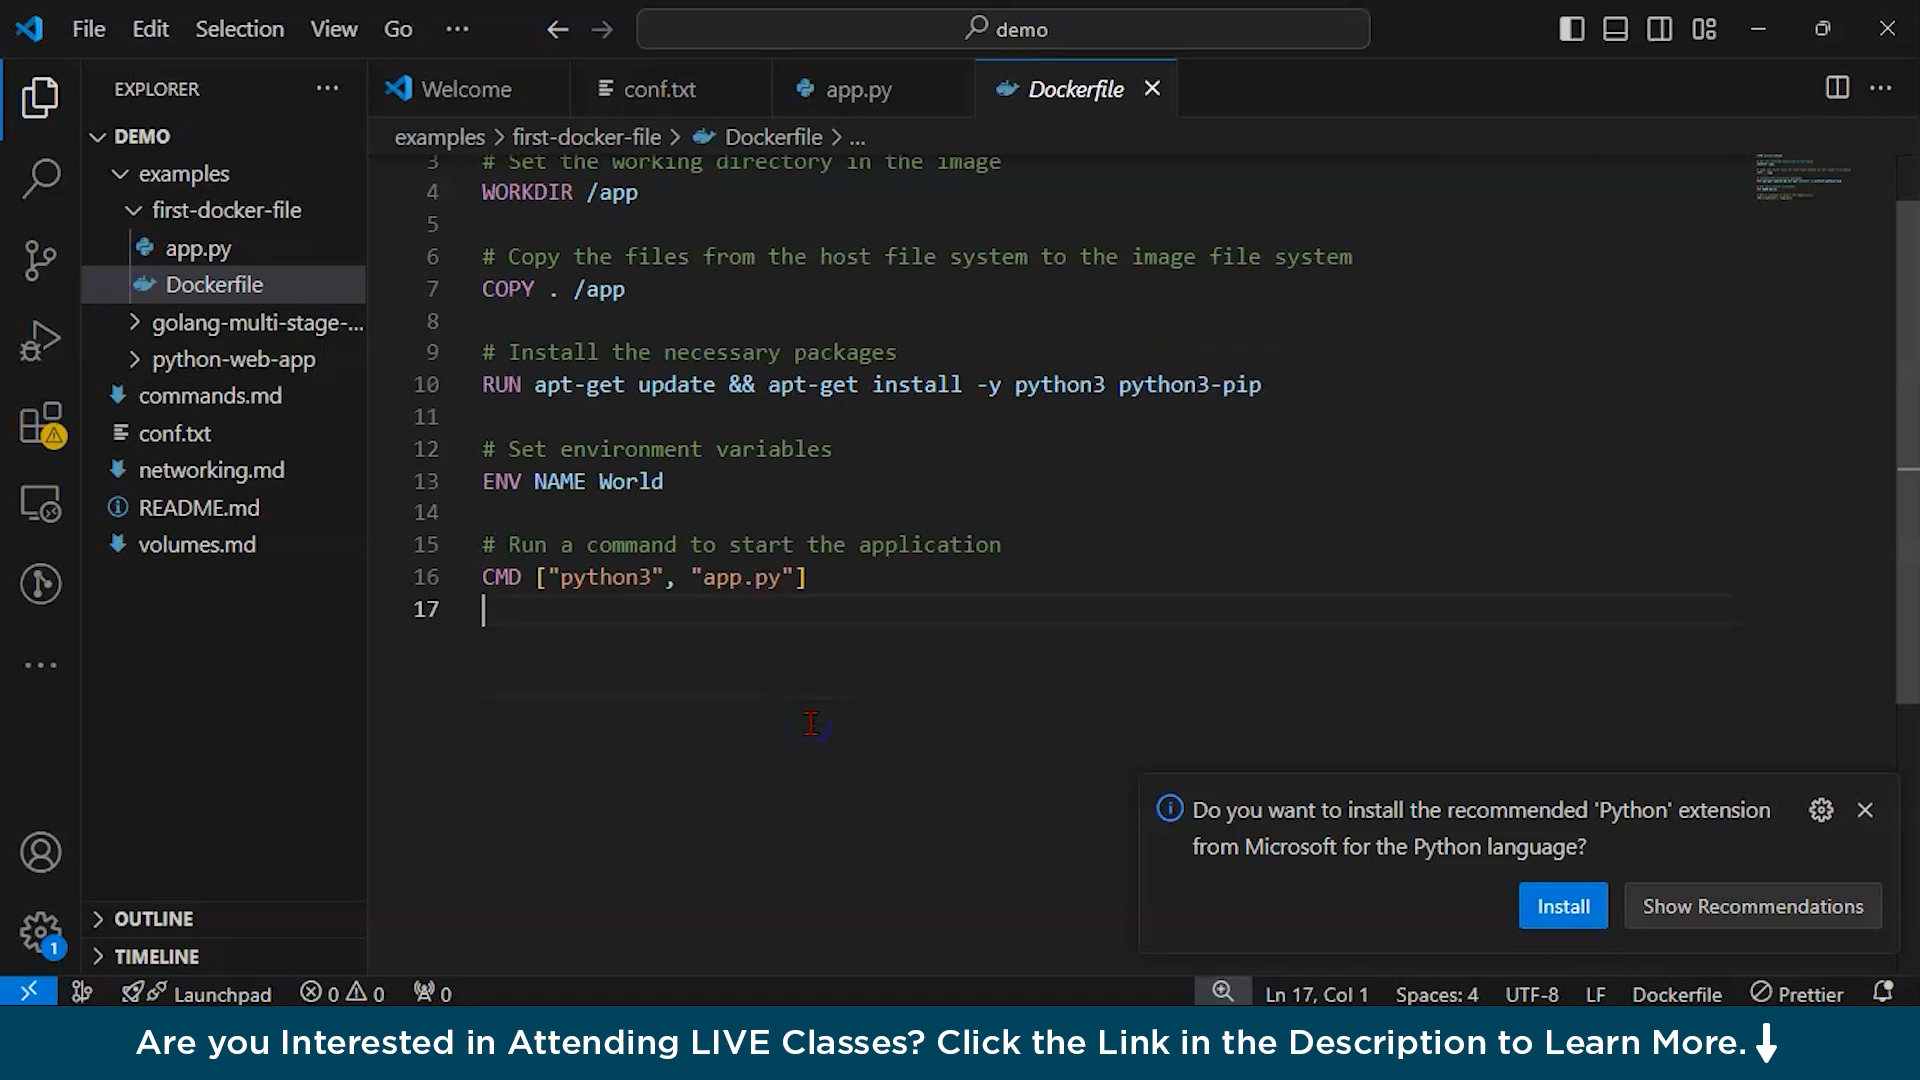 File Edit Selection View Go ···
demo
EXPLORER ···
Welcome conf.txt app.py Dockerfile
DEMO
examples > first-docker-file > Dockerfile > ...
examples
first-docker-file
app.py
Dockerfile
golang-multi-stage-...
python-web-app
commands.md
conf.txt
networking.md
README.md
volumes.md
OUTLINE
TIMELINE
3 # Set the working directory in the image
4 WORKDIR /app
5
6 # Copy the files from the host file system to the image file system
7 COPY . /app
8
9 # Install the necessary packages
10 RUN apt-get update && apt-get install -y python3 python3-pip
11
12 # Set environment variables
13 ENV NAME World
14
15 # Run a command to start the application
16 CMD ["python3", "app.py"]
17
Do you want to install the recommended 'Python' extension
from Microsoft for the Python language?
Install Show Recommendations
1
Launchpad 0 0 0 Ln 17, Col 1 Spaces: 4 UTF-8 LF Dockerfile Prettier
Are you Interested in Attending LIVE Classes? Click the Link in the Description to Learn More.